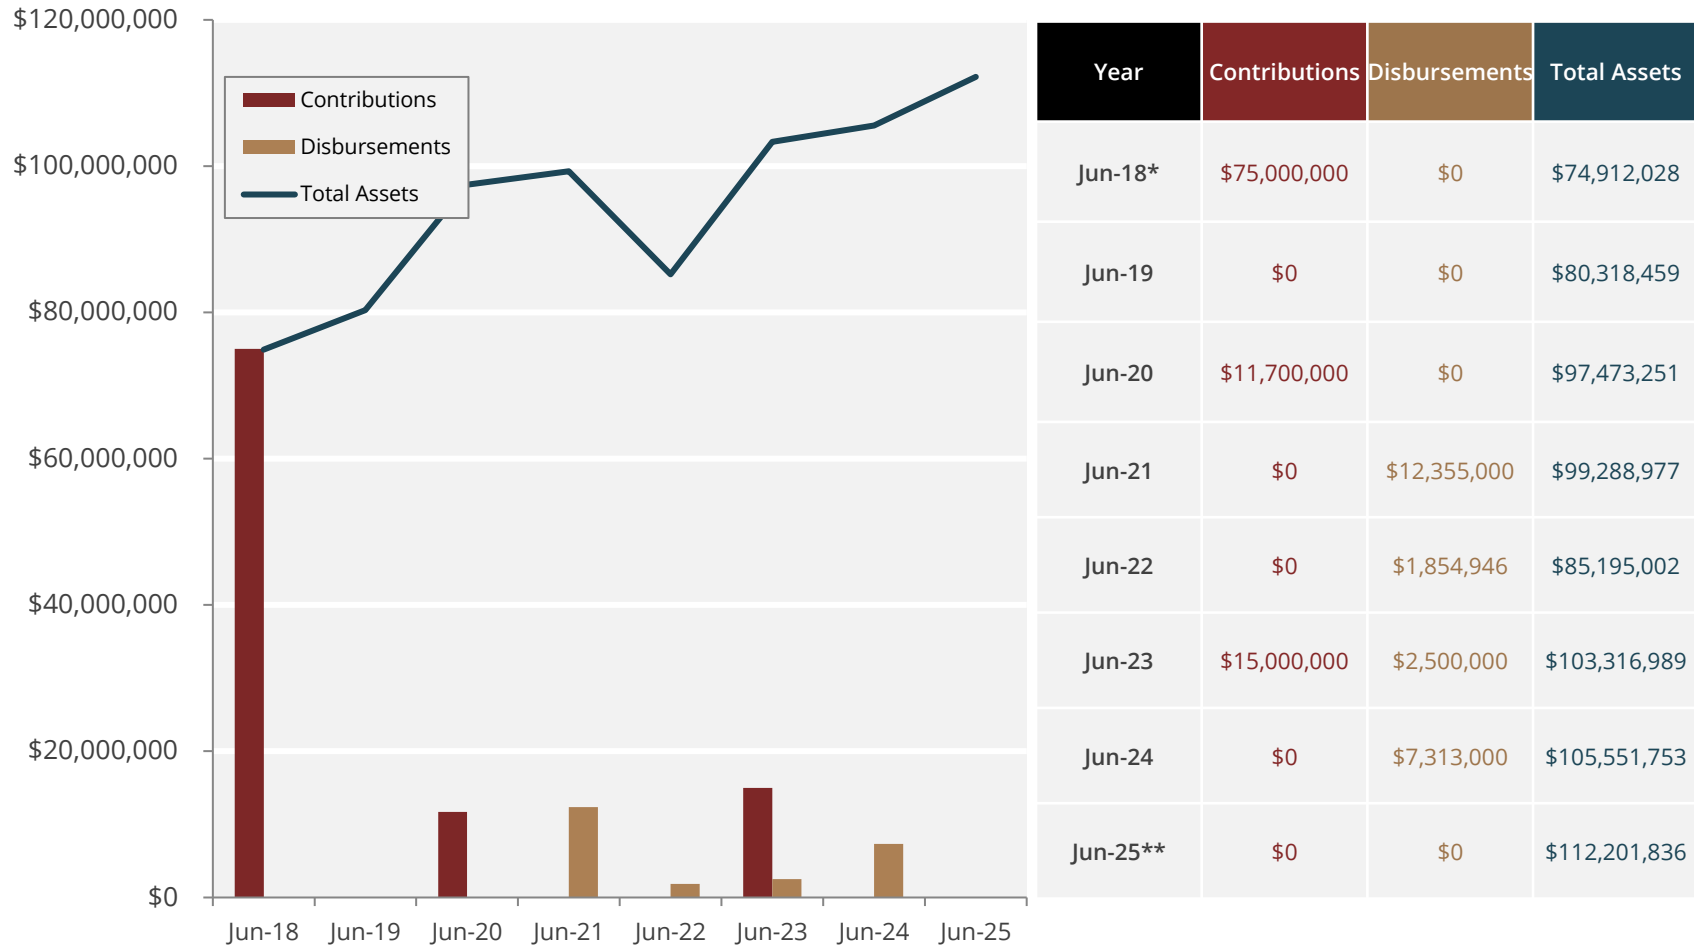 $120,000,000
$100,000,000
$80,000,000
$60,000,000
$40,000,000
$20,000,000
$0
Contributions
Disbursements
Total Assets
Jun-18 Jun-19 Jun-20 Jun-21 Jun-22 Jun-23 Jun-24 Jun-25
Year Contributions Disbursements Total Assets
Jun-18* $75,000,000 $0 $74,912,028
Jun-19 $0 $0 $80,318,459
Jun-20 $11,700,000 $0 $97,473,251
Jun-21 $0 $12,355,000 $99,288,977
Jun-22 $0 $1,854,946 $85,195,002
Jun-23 $15,000,000 $2,500,000 $103,316,989
Jun-24 $0 $7,313,000 $105,551,753
Jun-25** $0 $0 $112,201,836